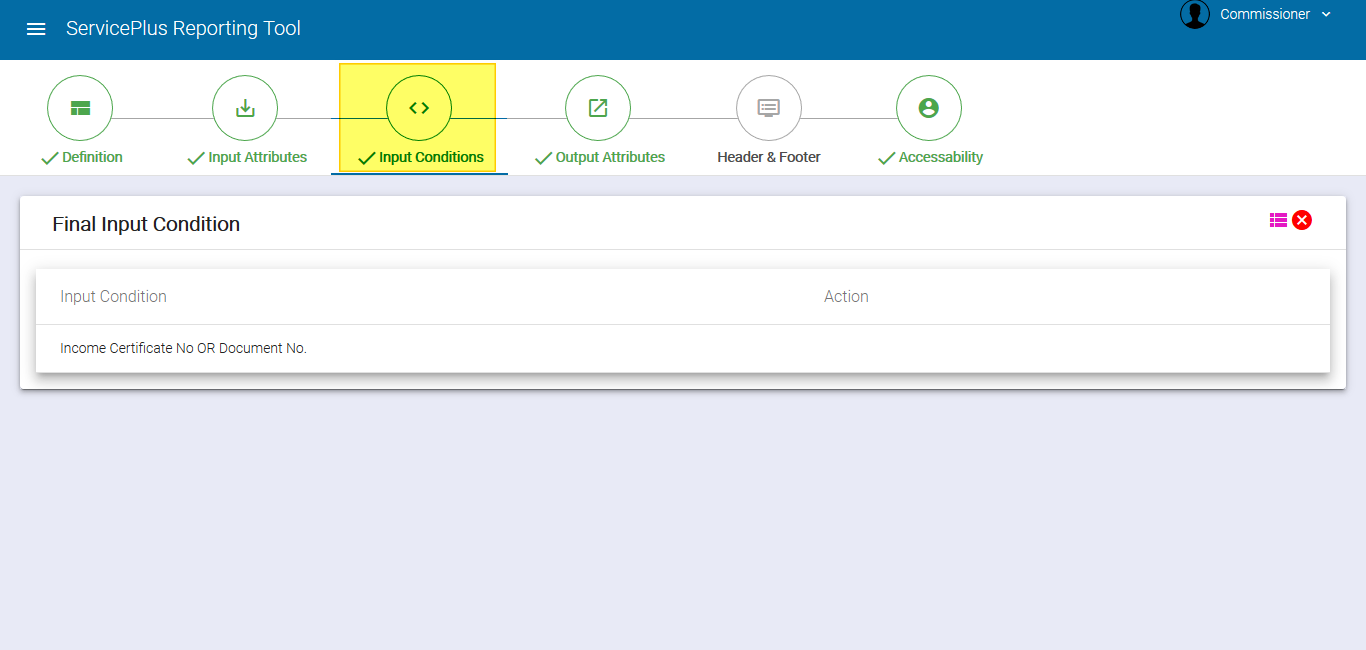 ServicePlus Reporting Tool
Commissioner
Definition
Input Attributes
Input Conditions
Output Attributes
Header & Footer
Accessability
Final Input Condition
Input Condition Action
Income Certificate No OR Document No.